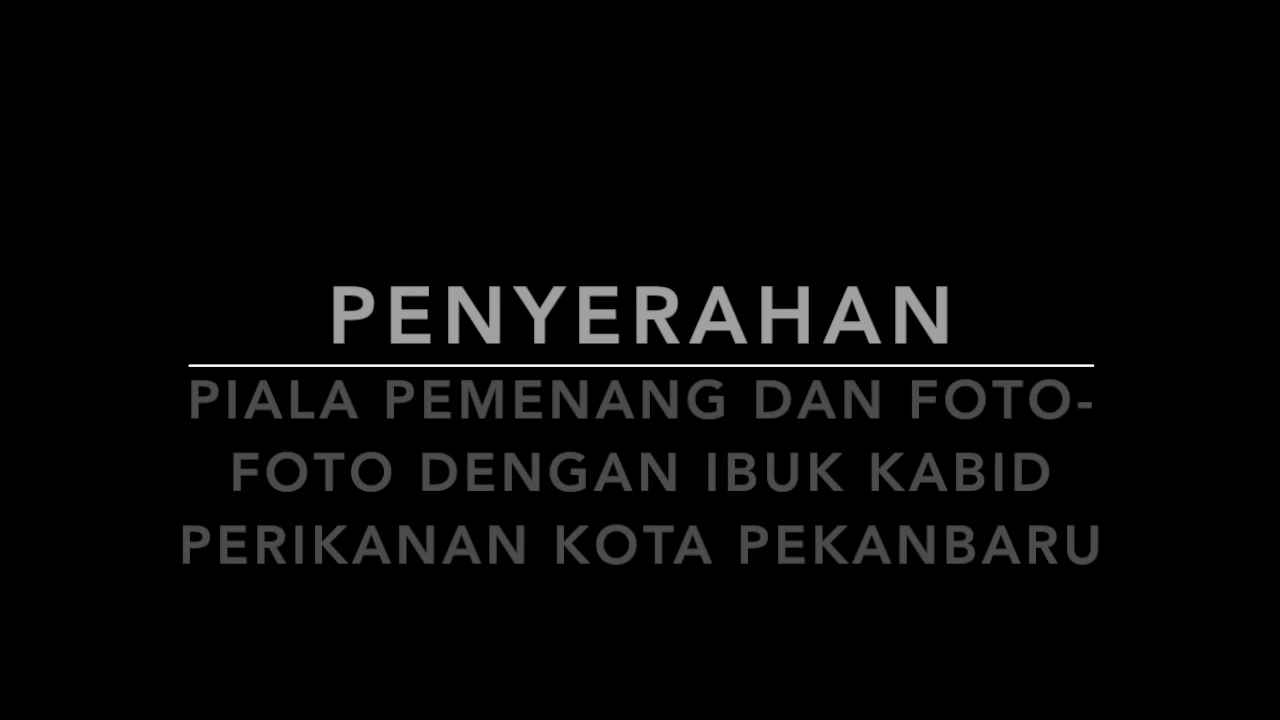 PENYERAHAN
PIALA PEMENANG DAN FOTO-
FOTO DENGAN IBUK KABID
PERIKANAN KOTA PEKANBARU